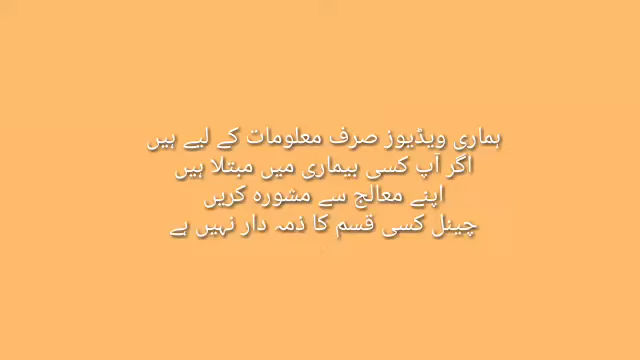 ہماری ویڈیوز صرف معلومات کے لیے ہیں
اگر آپ کسی بیماری میں مبتلا ہیں
اپنے معالج سے مشورہ کریں
چینل کسی قسم کا ذمہ دار نہیں ہے